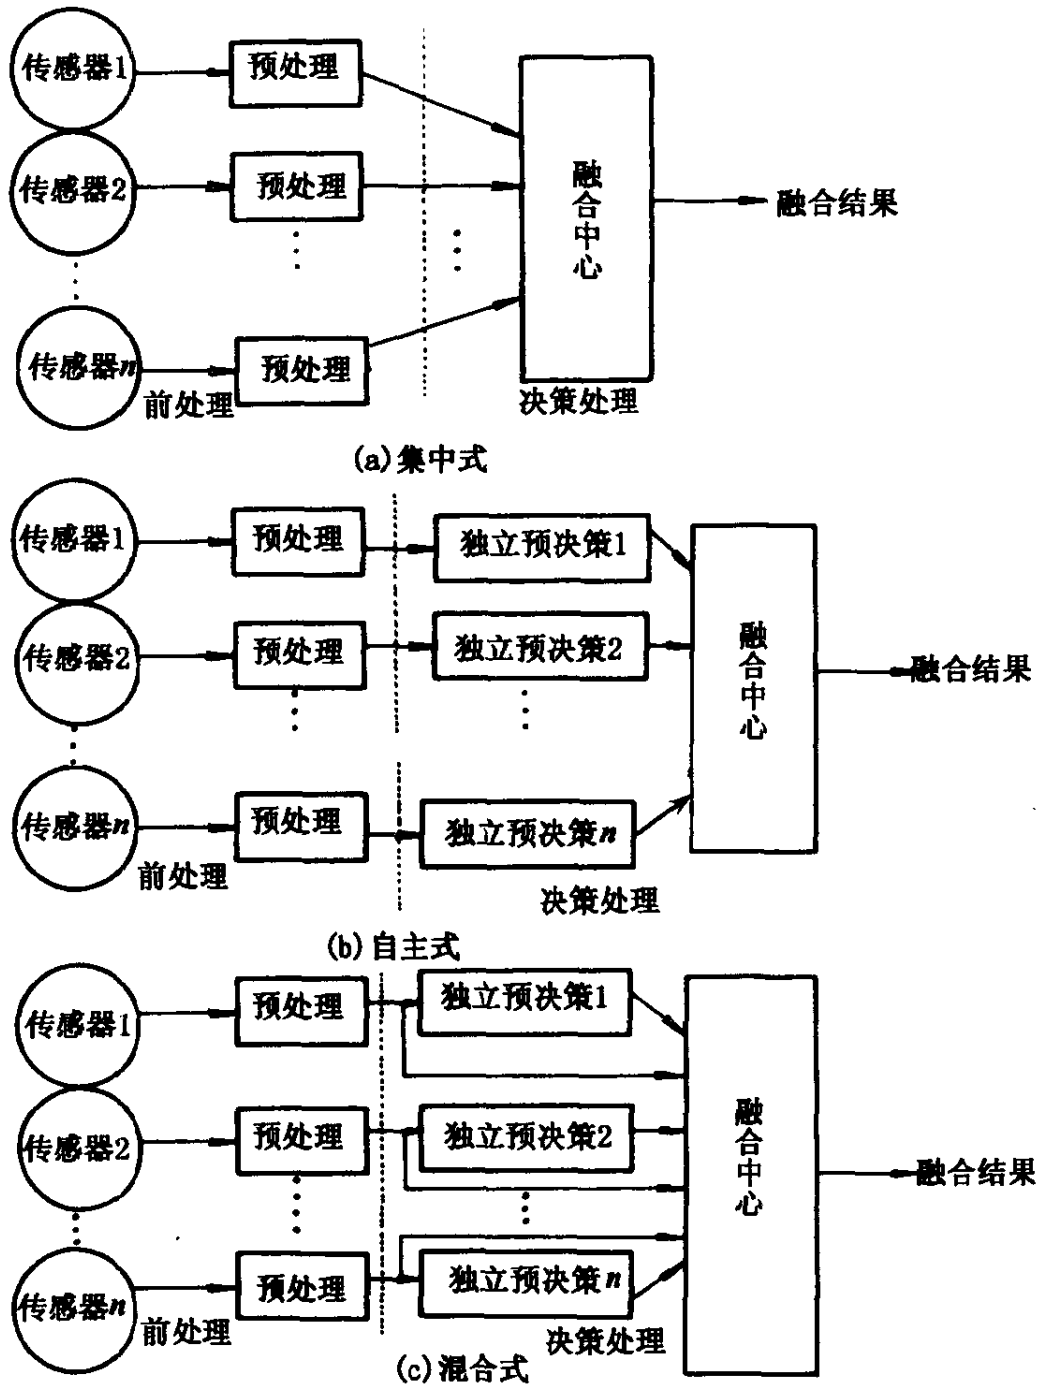 传感器1
预处理
传感器2
预处理
融合中心
融合结果
传感器n
预处理
前处理
决策处理
(a)集中式
传感器1
预处理
独立预决策1
传感器2
预处理
独立预决策2
融合中心
融合结果
传感器n
预处理
独立预决策n
前处理
决策处理
(b)自主式
传感器1
预处理
独立预决策1
传感器2
预处理
独立预决策2
融合中心
融合结果
传感器n
预处理
独立预决策n
前处理
决策处理
(c)混合式